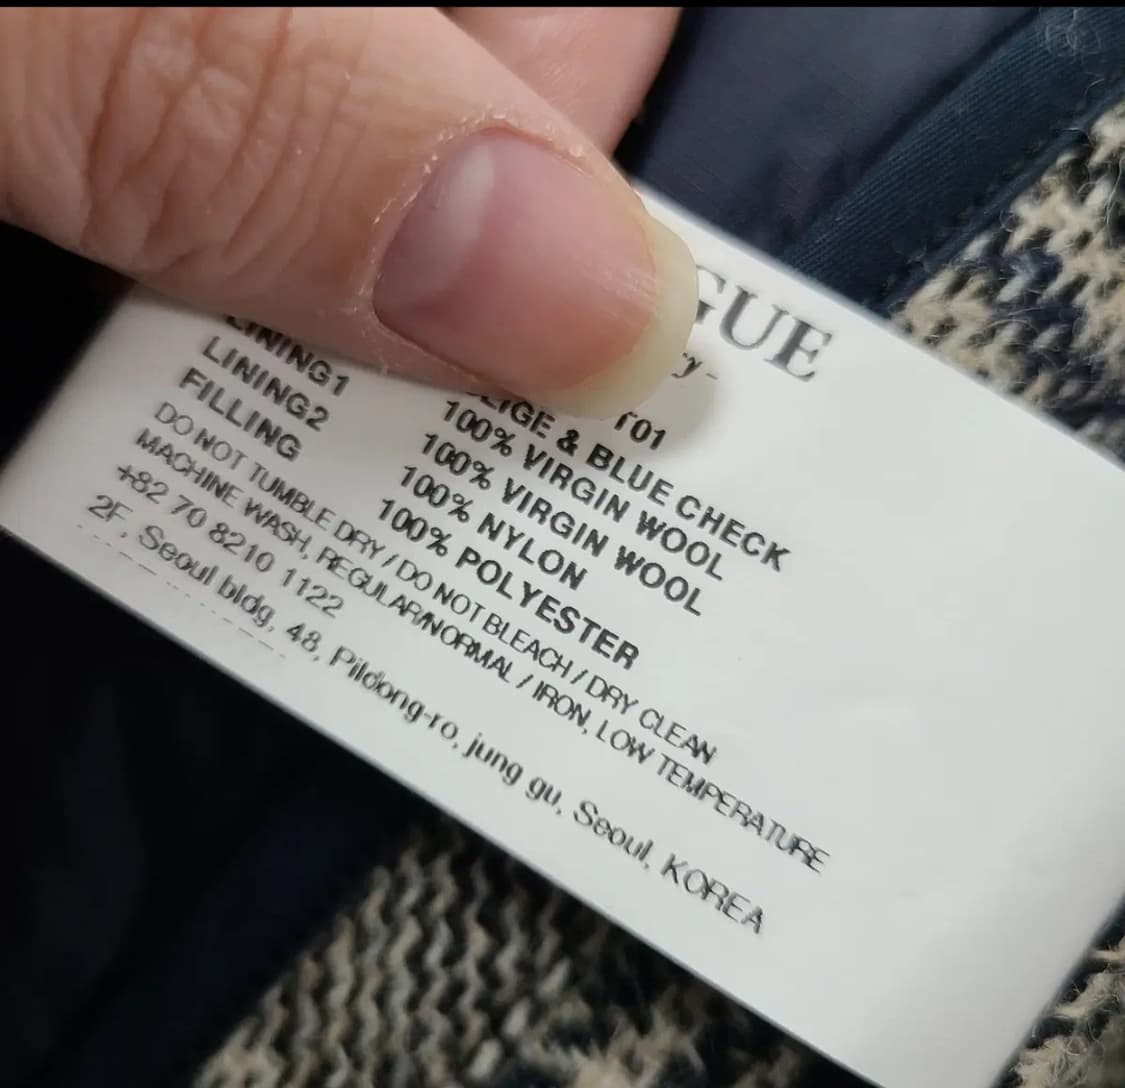 GUE
y -
T01
EIGE & BLUE CHECK
100% VIRGIN WOOL
LINING1 100% VIRGIN WOOL
LINING2 100% NYLON
FILLING 100% POLYESTER
DO NOT TUMBLE DRY / DO NOT BLEACH / DRY CLEAN
MACHINE WASH, REGULAR/NORMAL / IRON, LOW TEMPERATURE
+82 70 8210 1122
2F, Seoul bldg, 48, Pildong-ro, jung gu, Seoul, KOREA